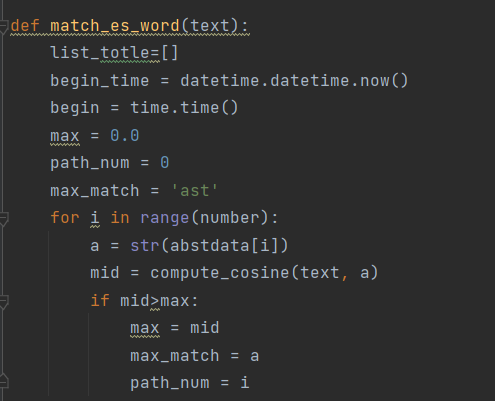 def match_es_word(text):
    list_totle=[]
    begin_time = datetime.datetime.now()
    begin = time.time()
    max = 0.0
    path_num = 0
    max_match = 'ast'
    for i in range(number):
        a = str(abstdata[i])
        mid = compute_cosine(text, a)
        if mid>max:
            max = mid
            max_match = a
            path_num = i